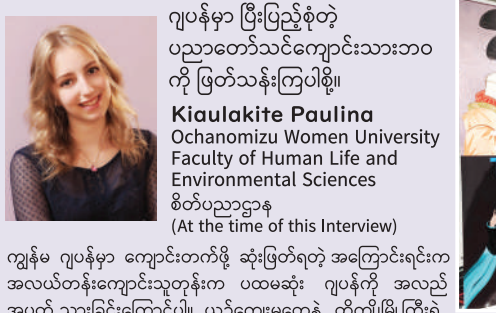 ဂျပန်မှာ ပြီးပြည့်စုံတဲ့
ပညာတော်သင်ကျောင်းသားဘဝ
ကို ဖြတ်သန်းကြပါစို့။
Kiaulakite Paulina
Ochanomizu Women University
Faculty of Human Life and
Environmental Sciences
စိတ်ပညာဌာန
(At the time of this Interview)
ကျွန်မ ဂျပန်မှာ ကျောင်းတက်ဖို့ ဆုံးဖြတ်ရတဲ့ အကြောင်းရင်းက
အလယ်တန်းကျောင်းသူတုန်းက ပထမဆုံး ဂျပန်ကို အလည်